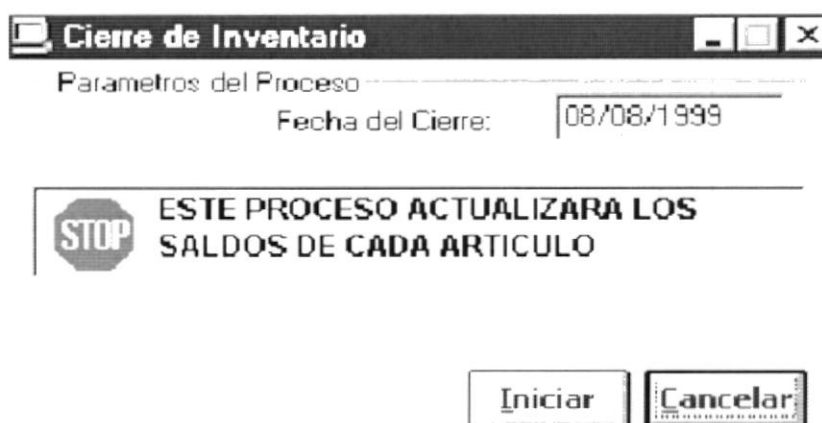 Cierre de Inventario
Parametros del Proceso
Fecha del Cierre: 08/08/1999
STOP
ESTE PROCESO ACTUALIZARA LOS
SALDOS DE CADA ARTICULO
Iniciar Cancelar